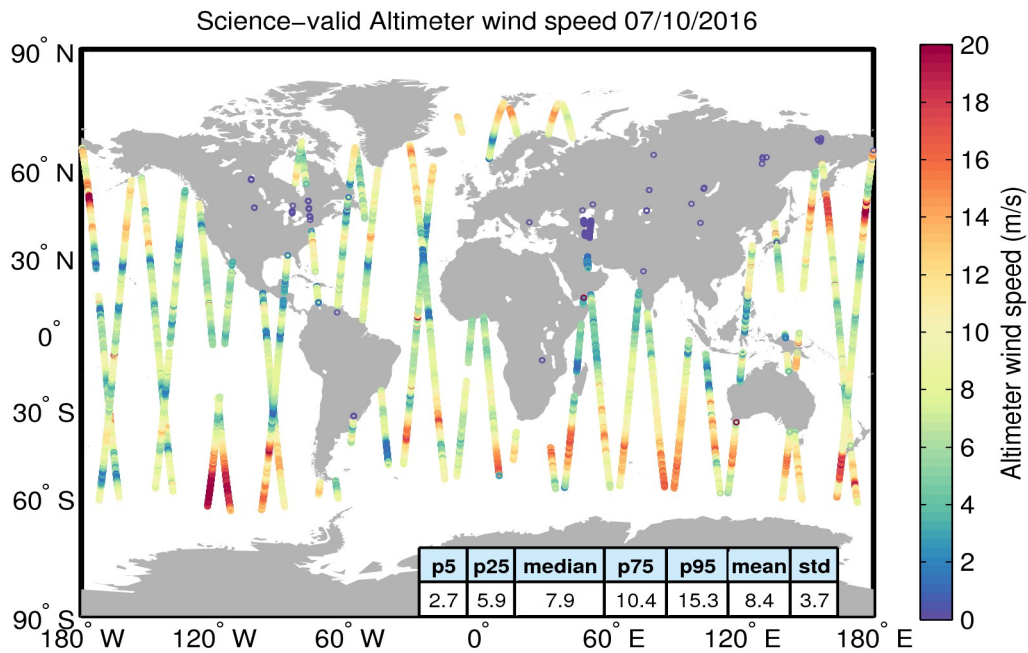 Science-valid Altimeter wind speed 07/10/2016
90° N
60° N
30° N
0°
30° S
60° S
90° S
180° W
120° W
60° W
0°
60° E
120° E
180° E
p5 p25 median p75 p95 mean std
2.7 5.9 7.9 10.4 15.3 8.4 3.7
20
18
16
14
12
10
8
6
4
2
0
Altimeter wind speed (m/s)